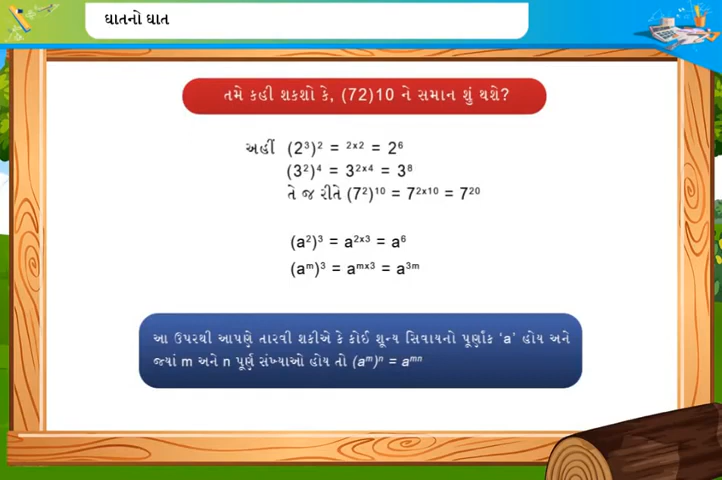 ઘાતનો ઘાત
તમે કહી શકશો કે, (72)10 ને સમાન શું થશે?
અહીં (2³)² = ²ˣ² = 2⁶
(3²)⁴ = 3²ˣ⁴ = 3⁸
તે જ રીતે (7²)¹⁰ = 7²ˣ¹⁰ = 7²⁰
(a²)³ = a²ˣ³ = a⁶
(aᵐ)³ = aᵐˣ³ = a³ᵐ
આ ઉપરથી આપણે તારવી શકીએ કે કોઈ શૂન્ય સિવાયનો પૂર્ણાંક ‘a’ હોય અને
જ્યાં m અને n પૂર્ણ સંખ્યાઓ હોય તો (aᵐ)ⁿ = aᵐⁿ